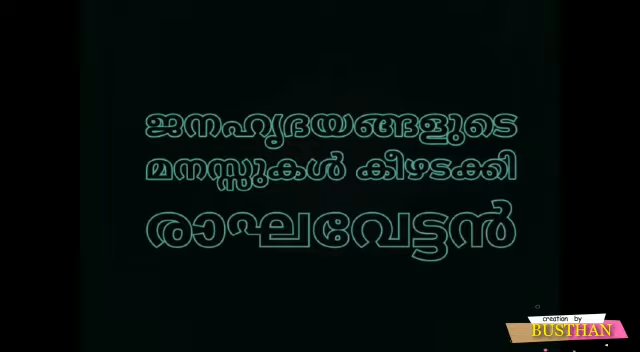 ജനഹൃദയങ്ങളുടെ
മനസ്സുകൾ കീഴടക്കി
രാഘവേട്ടൻ
creation by
BUSTHAN